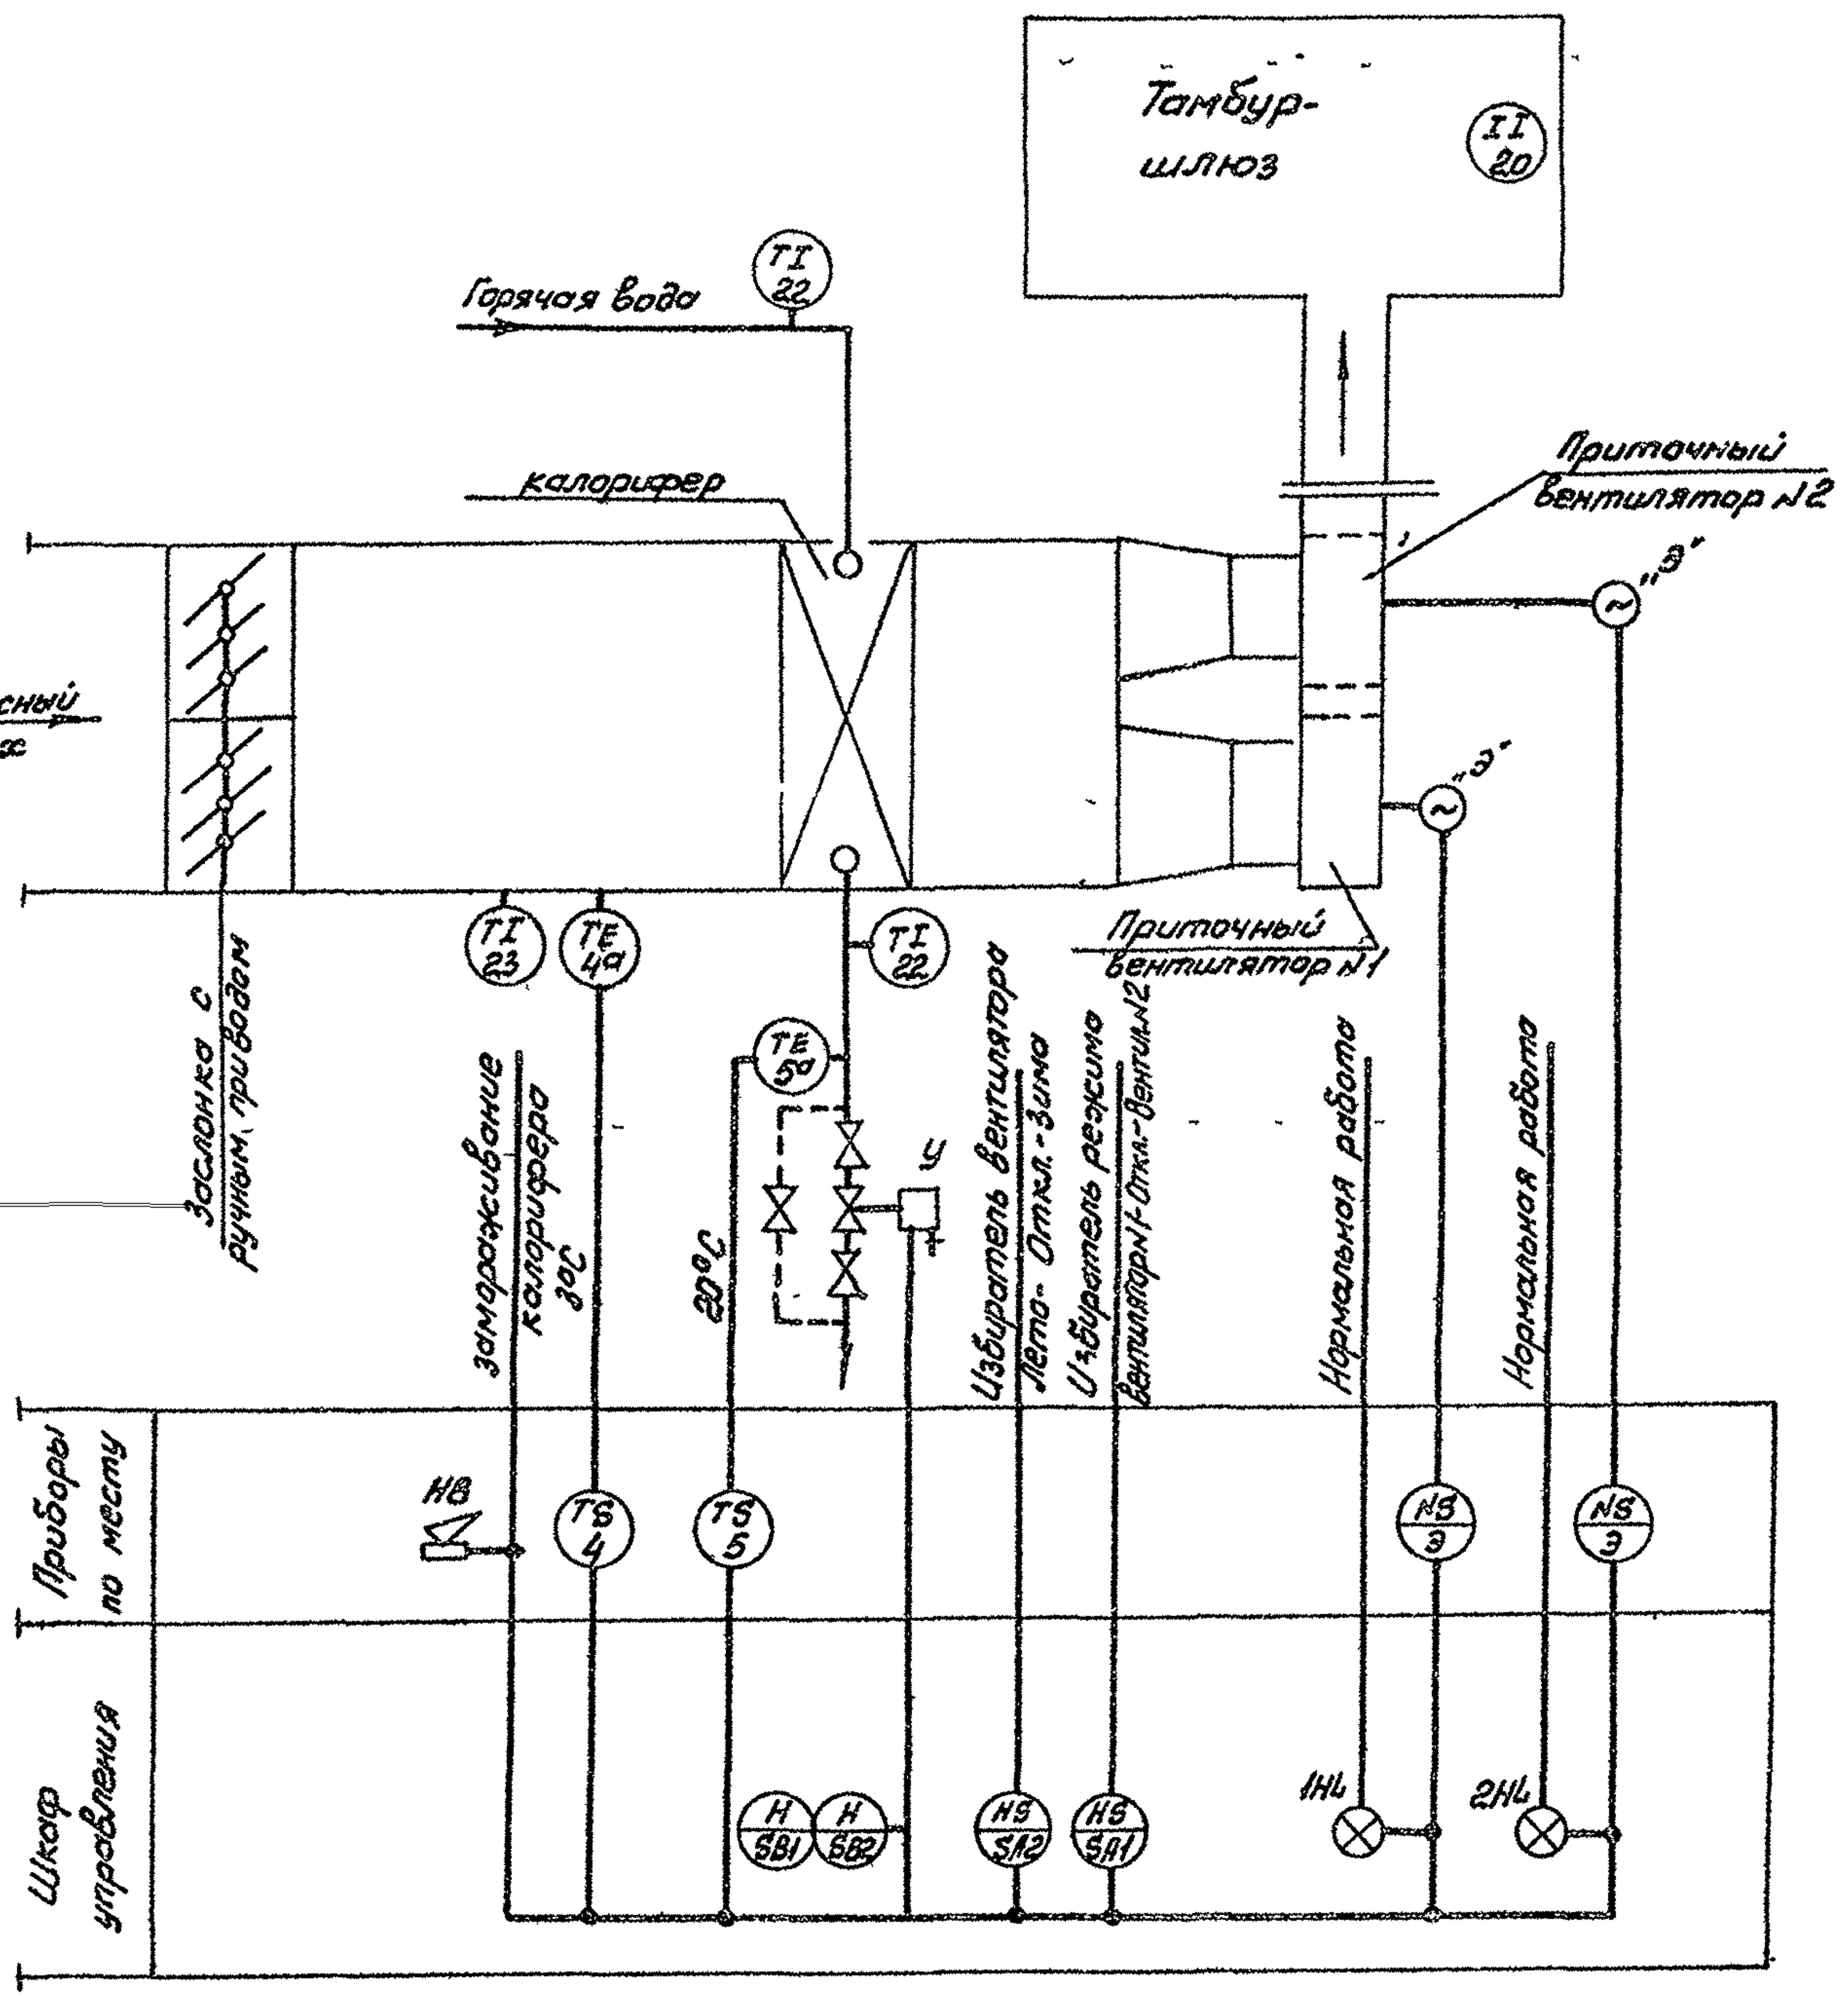 Тамбур-
шлюз
II
20
TI
22
Горячая вода
калорифер
Приточный
вентилятор №2
"Э"
сный
х
"Э"
Приточный
вентилятор №1
TI
23
TE
4а
TI
22
TE
5а
Заслонка с
ручным приводом
замораживание
калорифера
3°С
20°С
У
Избиратель вентилятора
Лето- Откл.- Зима
Избиратель режима
Вентилятор№1-Откл.-Вентил.№2
Нормальная работа
Нормальная работа
Приборы
по месту
НВ
TS
4
TS
5
NS
Э
NS
Э
Шкаф
управления
H
SB1
H
SB2
HS
SA2
HS
SA1
1HL
2HL